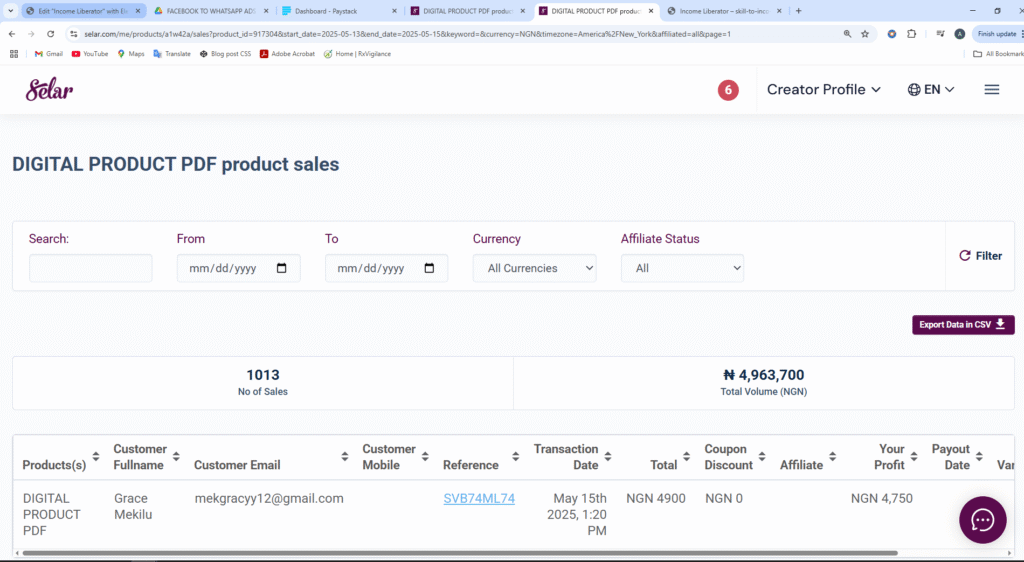 Edit "Income Liberator" with El
FACEBOOK TO WHATSAPP ADS
Dashboard - Paystack
DIGITAL PRODUCT PDF product
DIGITAL PRODUCT PDF product
Income Liberator – skill-to-inco
Finish update
selar.com/me/products/a1w42a/sales?product_id=917304&start_date=2025-05-13&end_date=2025-05-15&keyword=&currency=NGN&timezone=America%2FNew_York&affiliated=all&page=1
Gmail
YouTube
Maps
Translate
Blog post CSS
Adobe Acrobat
Home | RxVigilance
All Bookmark
Selar
6
Creator Profile
EN
DIGITAL PRODUCT PDF product sales
Search:
From
To
Currency
Affiliate Status
mm/dd/yyyy
mm/dd/yyyy
All Currencies
All
Filter
Export Data in CSV
1013
No of Sales
₦ 4,963,700
Total Volume (NGN)
Products(s)
Customer
Fullname
Customer Email
Customer
Mobile
Reference
Transaction
Date
Total
Coupon
Discount
Affiliate
Your
Profit
Payout
Date
Var
DIGITAL
PRODUCT
PDF
Grace
Mekilu
mekgracyy12@gmail.com
SVB74ML74
May 15th
2025, 1:20
PM
NGN 4900
NGN 0
NGN 4,750